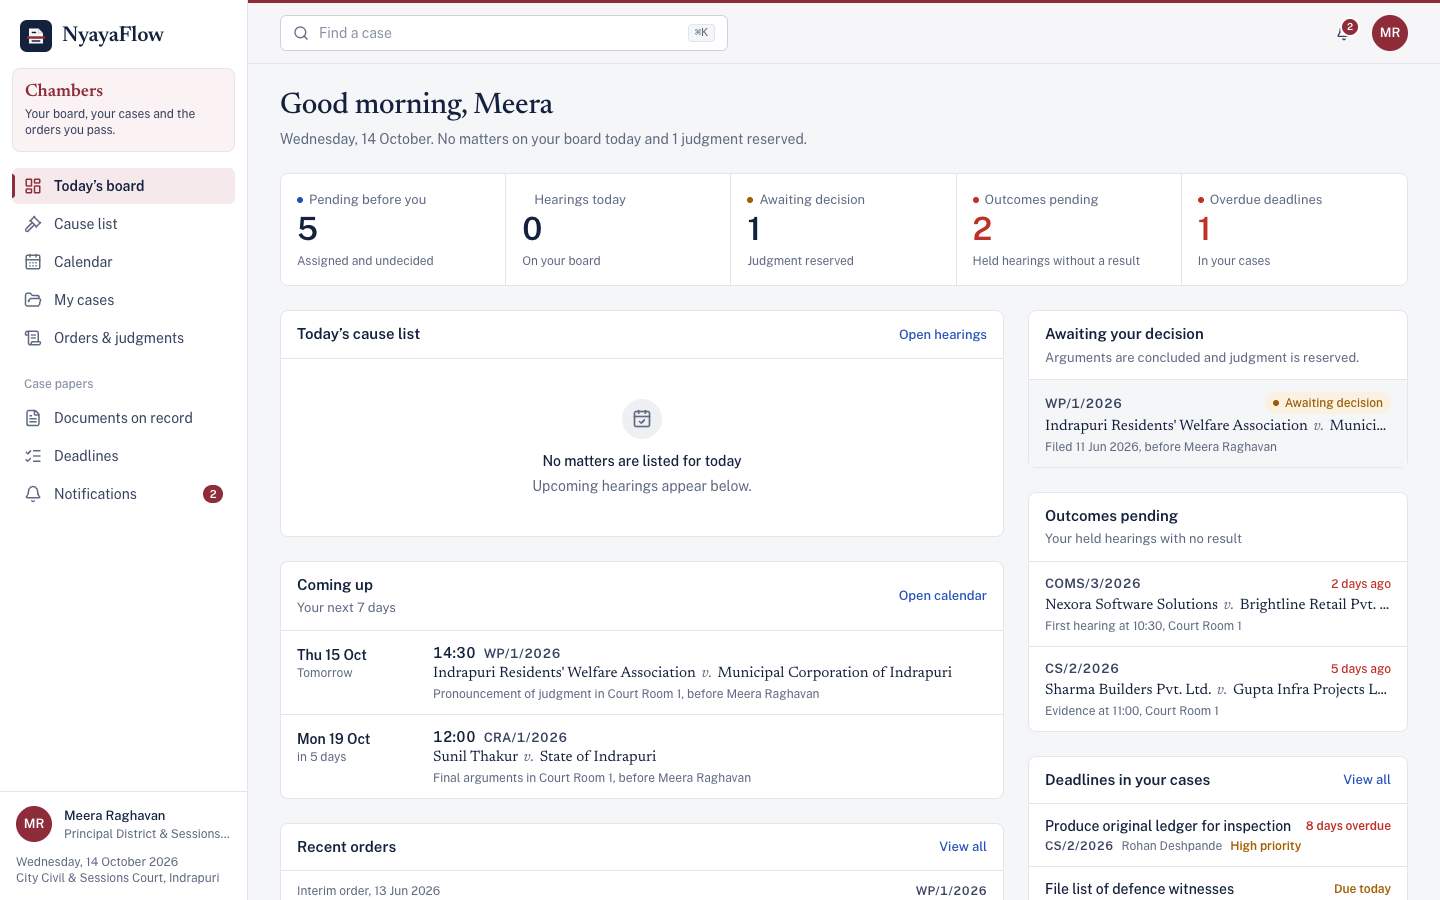 NyayaFlow
Chambers
Your board, your cases and the
orders you pass.
Today's board
Cause list
Calendar
My cases
Orders & judgments
Case papers
Documents on record
Deadlines
Notifications
2
Meera Raghavan
MR
Principal District & Sessions...
Wednesday, 14 October 2026
City Civil & Sessions Court, Indrapuri
Find a case
⌘K
2
MR
Good morning, Meera
Wednesday, 14 October. No matters on your board today and 1 judgment reserved.
Pending before you
5
Assigned and undecided
Hearings today
0
On your board
Awaiting decision
1
Judgment reserved
Outcomes pending
2
Held hearings without a result
Overdue deadlines
1
In your cases
Today's cause list
Open hearings
No matters are listed for today
Upcoming hearings appear below.
Coming up
Your next 7 days
Open calendar
Thu 15 Oct
Tomorrow
14:30 WP/1/2026
Indrapuri Residents' Welfare Association v. Municipal Corporation of Indrapuri
Pronouncement of judgment in Court Room 1, before Meera Raghavan
Mon 19 Oct
in 5 days
12:00 CRA/1/2026
Sunil Thakur v. State of Indrapuri
Final arguments in Court Room 1, before Meera Raghavan
Recent orders
View all
Interim order, 13 Jun 2026
WP/1/2026
Awaiting your decision
Arguments are concluded and judgment is reserved.
WP/1/2026
Awaiting decision
Indrapuri Residents' Welfare Association v. Munici...
Filed 11 Jun 2026, before Meera Raghavan
Outcomes pending
Your held hearings with no result
COMS/3/2026
2 days ago
Nexora Software Solutions v. Brightline Retail Pvt. ...
First hearing at 10:30, Court Room 1
CS/2/2026
5 days ago
Sharma Builders Pvt. Ltd. v. Gupta Infra Projects L...
Evidence at 11:00, Court Room 1
Deadlines in your cases
View all
Produce original ledger for inspection
8 days overdue
CS/2/2026 Rohan Deshpande High priority
File list of defence witnesses
Due today